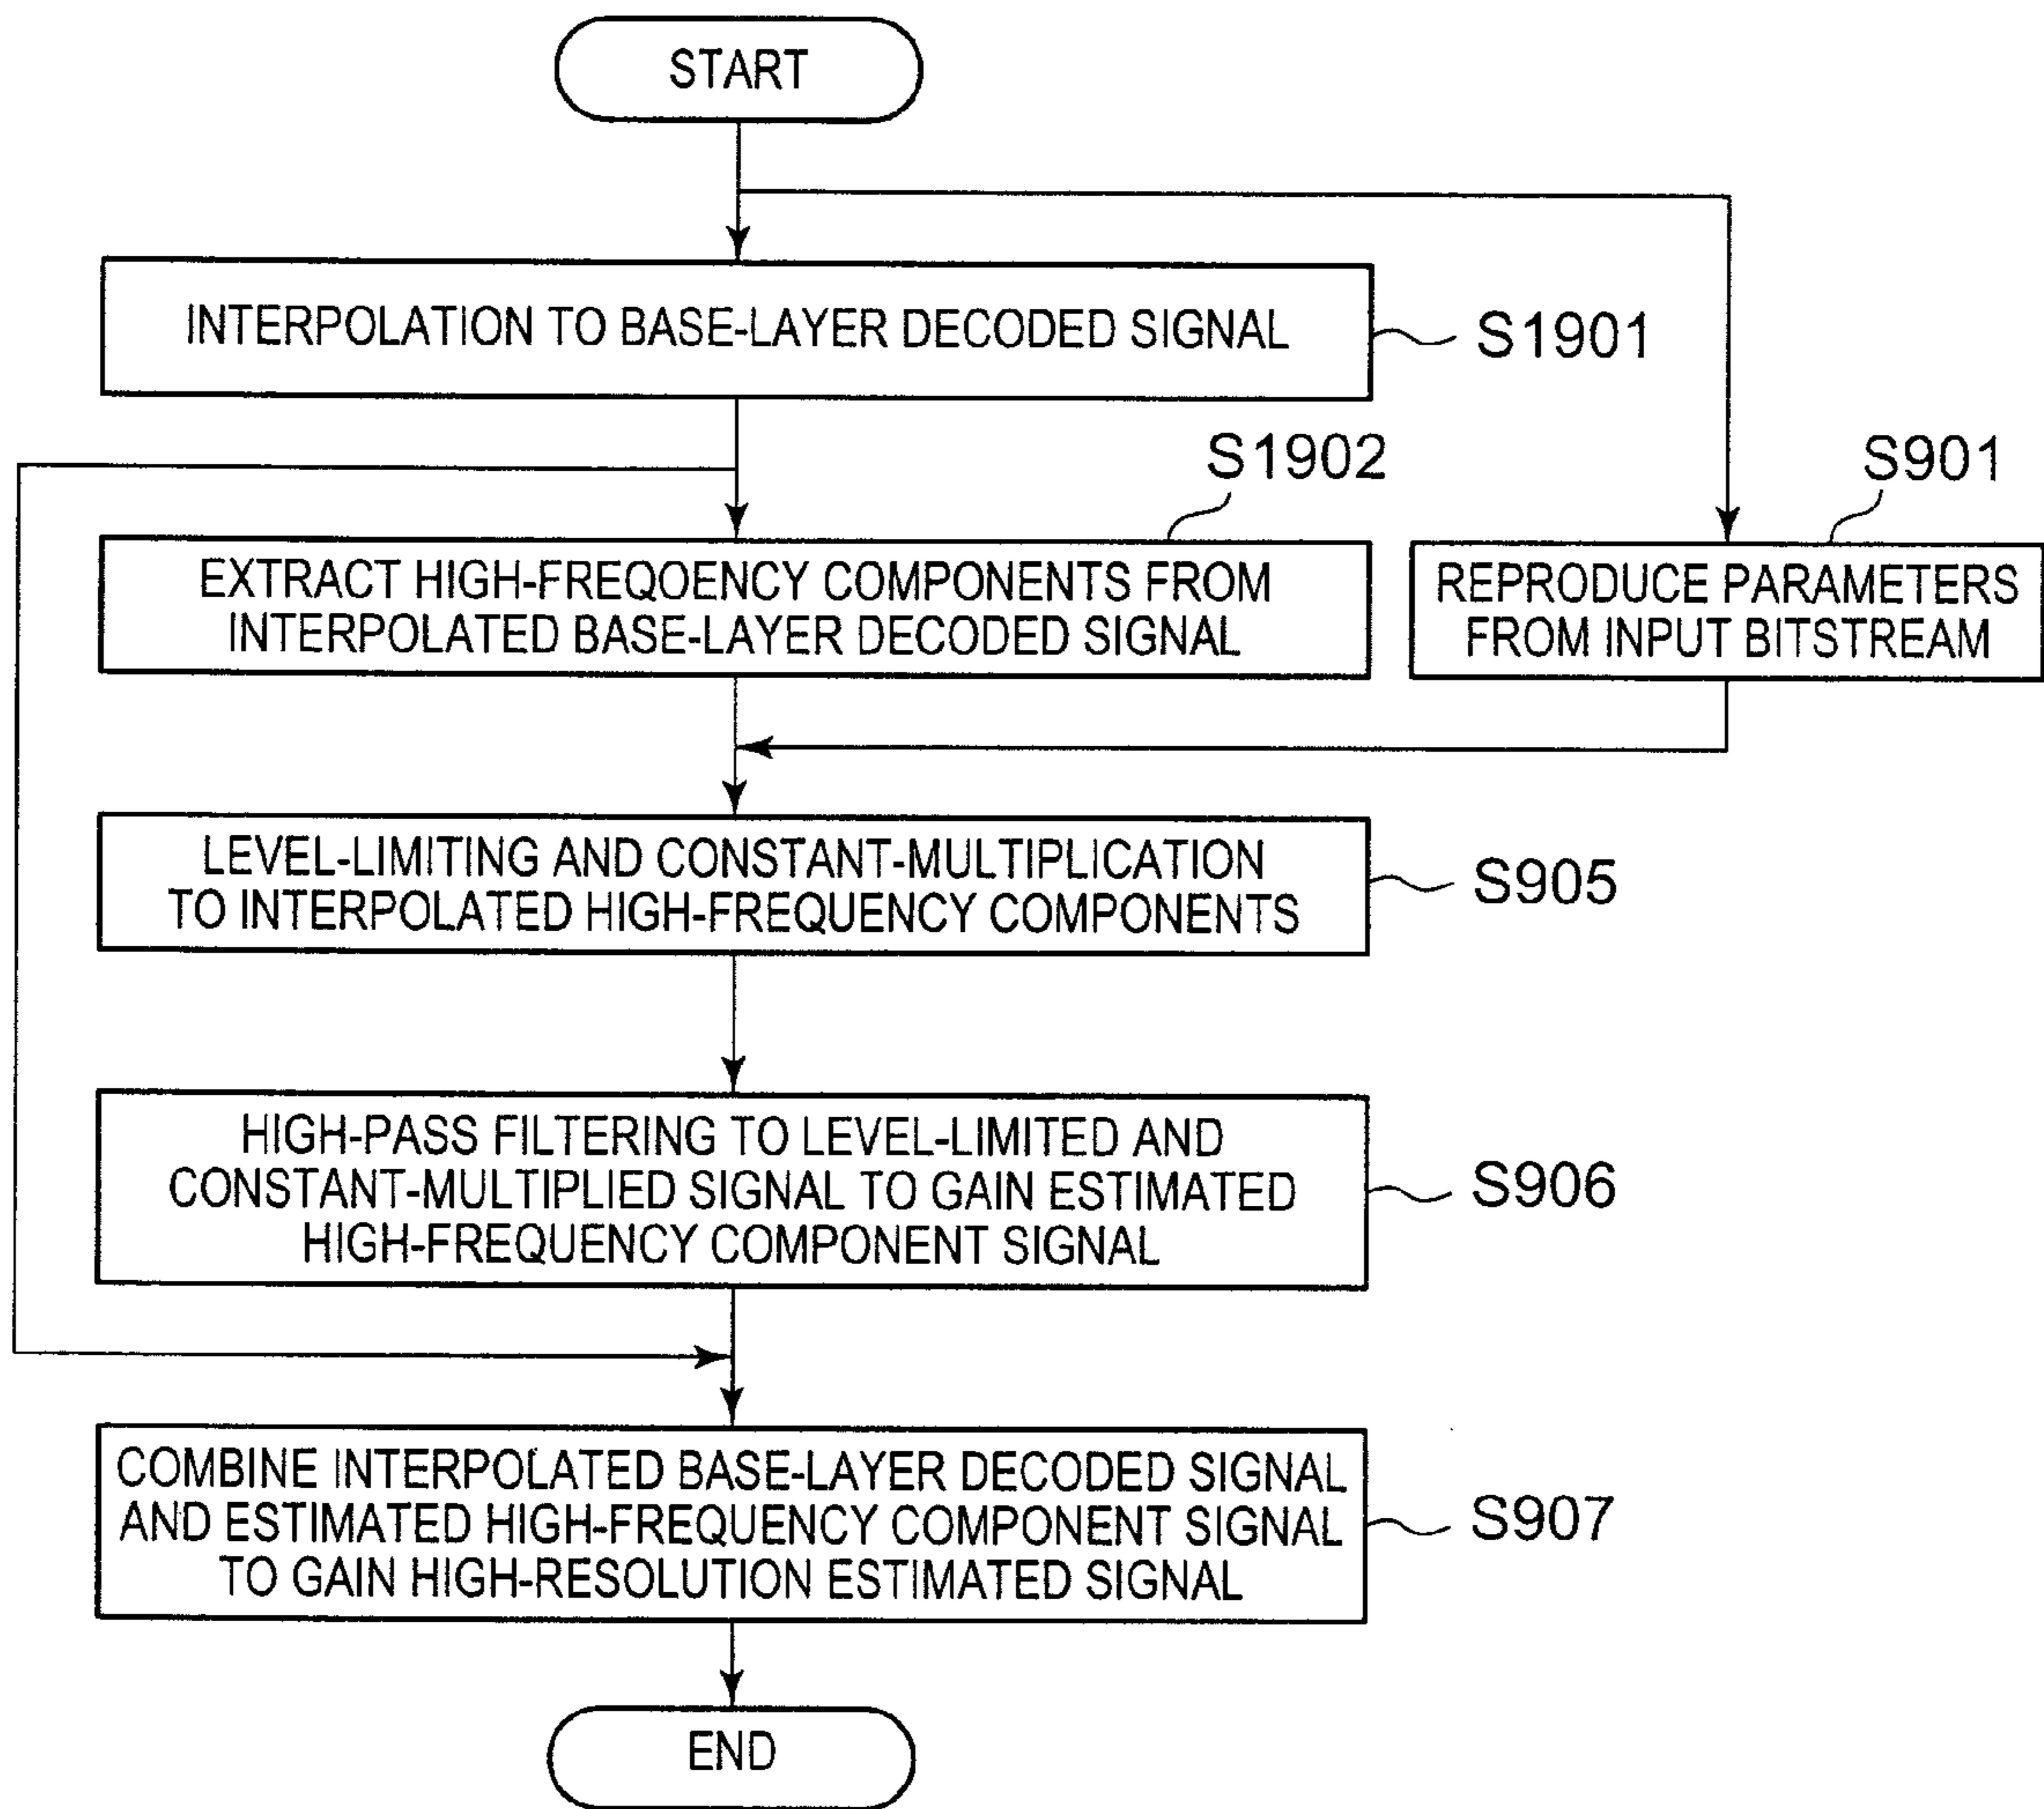 START
INTERPOLATION TO BASE-LAYER DECODED SIGNAL
S1901
S1902
S901
EXTRACT HIGH-FREQOENCY COMPONENTS FROM
INTERPOLATED BASE-LAYER DECODED SIGNAL
REPRODUCE PARAMETERS
FROM INPUT BITSTREAM
LEVEL-LIMITING AND CONSTANT-MULTIPLICATION
TO INTERPOLATED HIGH-FREQUENCY COMPONENTS
S905
HIGH-PASS FILTERING TO LEVEL-LIMITED AND
CONSTANT-MULTIPLIED SIGNAL TO GAIN ESTIMATED
HIGH-FREQUENCY COMPONENT SIGNAL
S906
COMBINE INTERPOLATED BASE-LAYER DECODED SIGNAL
AND ESTIMATED HIGH-FREQUENCY COMPONENT SIGNAL
TO GAIN HIGH-RESOLUTION ESTIMATED SIGNAL
S907
END